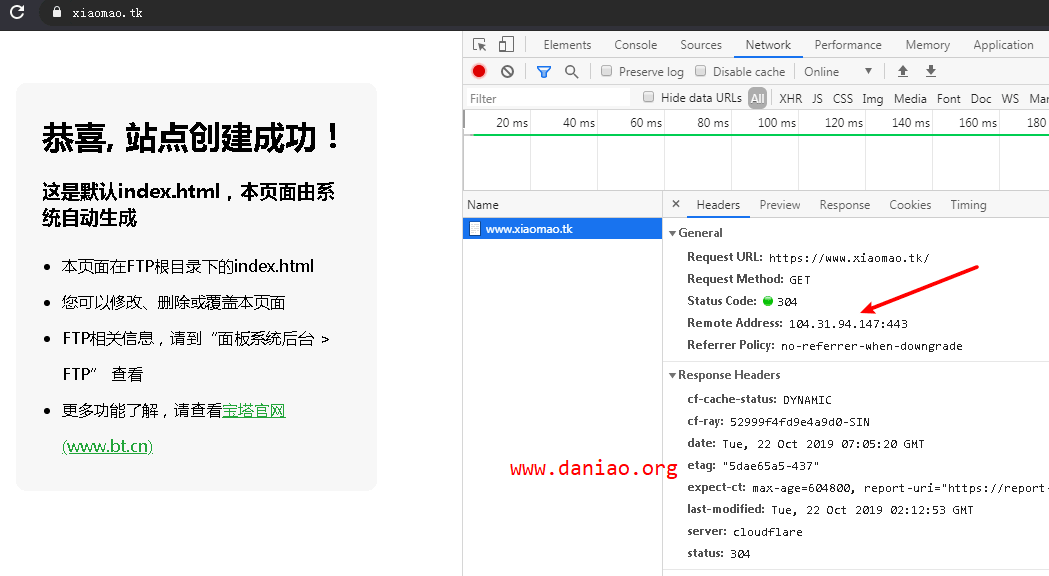 xiaomao.tk
恭喜, 站点创建成功！
这是默认index.html，本页面由系
统自动生成
本页面在FTP根目录下的index.html
您可以修改、删除或覆盖本页面
FTP相关信息，请到“面板系统后台 >
FTP” 查看
更多功能了解，请查看宝塔官网
(www.bt.cn)
Elements Console Sources Network Performance Memory Application
Preserve log Disable cache Online
Filter Hide data URLs All XHR JS CSS Img Media Font Doc WS Mar
20 ms 40 ms 60 ms 80 ms 100 ms 120 ms 140 ms 160 ms 180
Name
www.xiaomao.tk
× Headers Preview Response Cookies Timing
General
Request URL: https://www.xiaomao.tk/
Request Method: GET
Status Code: 304
Remote Address: 104.31.94.147:443
Referrer Policy: no-referrer-when-downgrade
Response Headers
cf-cache-status: DYNAMIC
cf-ray: 52999f4fd9e4a9d0-SIN
date: Tue, 22 Oct 2019 07:05:20 GMT
etag: "5dae65a5-437"
expect-ct: max-age=604800, report-uri="https://report-
last-modified: Tue, 22 Oct 2019 02:12:53 GMT
server: cloudflare
status: 304
www.daniao.org